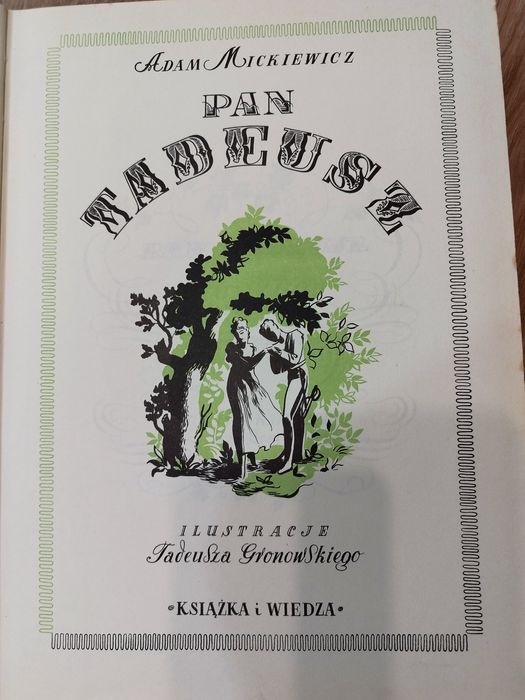 ADAM MICKIEWICZ
PAN
TADEUSZ
ILUSTRACJE
Tadeusza Gronowskiego
• KSIĄŻKA i WIEDZA •